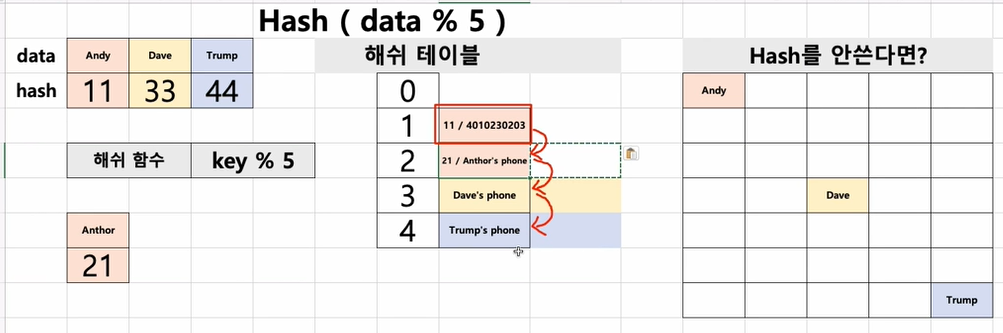 Hash ( data % 5 )
data Andy Dave Trump
hash 11 33 44
해쉬 함수 key % 5
Anthor
21
해쉬 테이블
0
1 11 / 4010230203
2 21 / Anthor's phone
3 Dave's phone
4 Trump's phone
Hash를 안쓴다면?
Andy
Dave
Trump